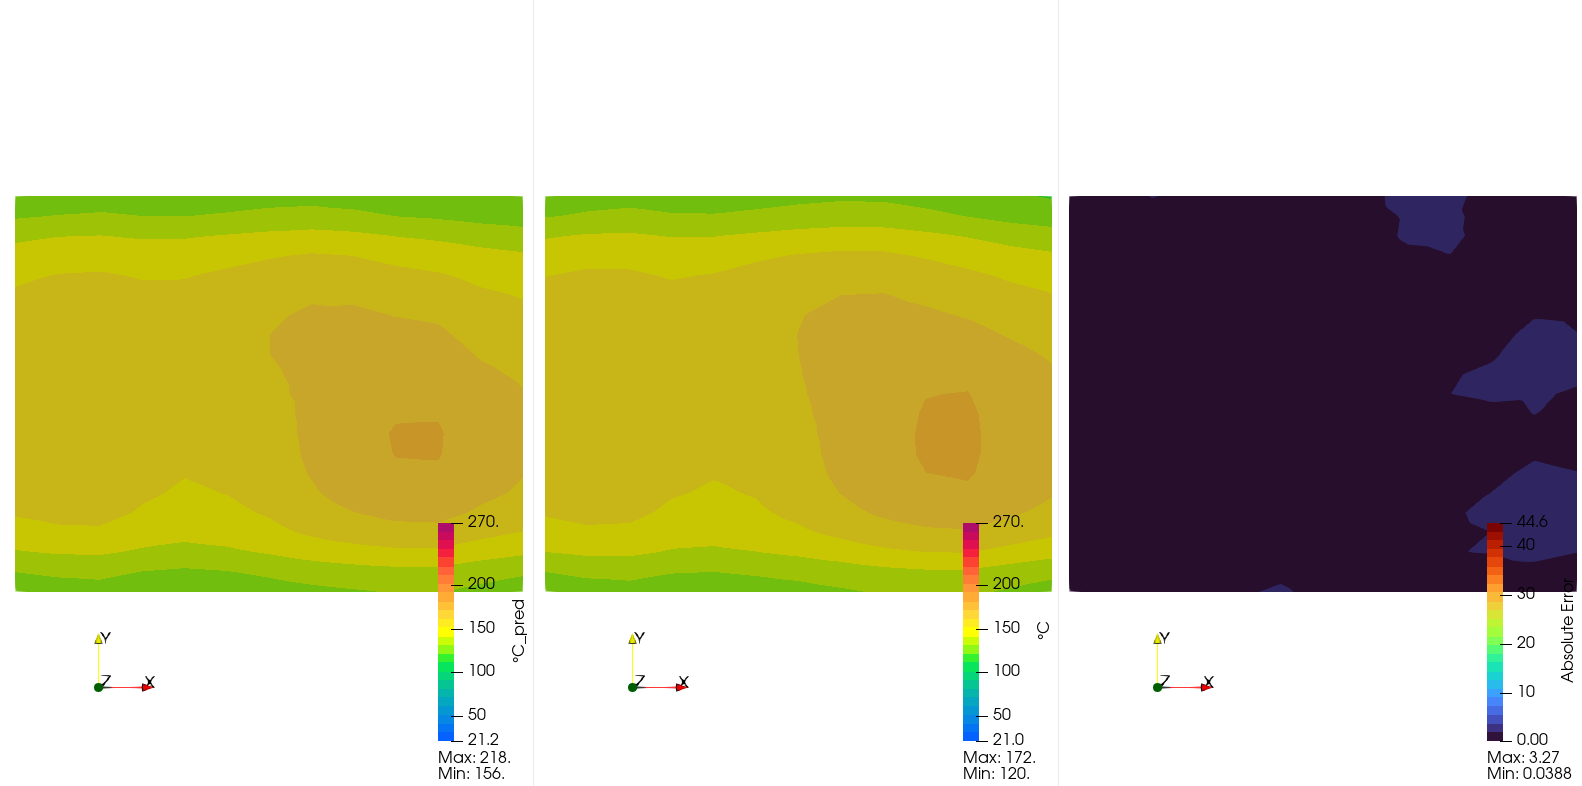 270.
200
150
100
50
21.2
°C_pred
Max: 218.
Min: 156.
Y
Z
X
270.
200
150
100
50
21.0
°C
Max: 172.
Min: 120.
Y
Z
X
44.6
40
30
20
10
0.00
Absolute Error
Max: 3.27
Min: 0.0388
Y
Z
X